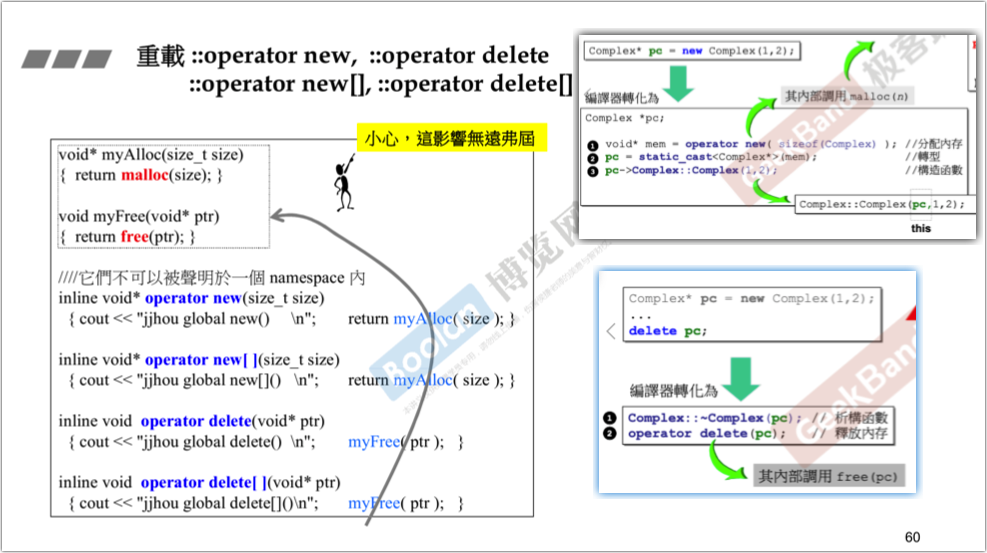 重載 ::operator new, ::operator delete
::operator new[], ::operator delete[]
小心，這影響無遠弗屆
void* myAlloc(size_t size)
{ return malloc(size); }
void myFree(void* ptr)
{ return free(ptr); }
////它們不可以被聲明於一個 namespace 內
inline void* operator new(size_t size)
{ cout << "jjhou global new() \n"; return myAlloc( size ); }
inline void* operator new[ ](size_t size)
{ cout << "jjhou global new[]() \n"; return myAlloc( size ); }
inline void operator delete(void* ptr)
{ cout << "jjhou global delete() \n"; myFree( ptr ); }
inline void operator delete[ ](void* ptr)
{ cout << "jjhou global delete[]()\n"; myFree( ptr ); }
Complex* pc = new Complex(1,2);
編譯器轉化為
其內部調用 malloc(n)
Complex *pc;
1 void* mem = operator new( sizeof(Complex) ); //分配內存
2 pc = static_cast<Complex*>(mem); //轉型
3 pc->Complex::Complex(1,2); //構造函數
Complex::Complex(pc,1,2);
this
Complex* pc = new Complex(1,2);
...
delete pc;
編譯器轉化為
1 Complex::~Complex(pc); // 析構函數
2 operator delete(pc); // 釋放內存
其內部調用 free(pc)
Boolan 博览网
GeekBand 极客
GeekBand
60